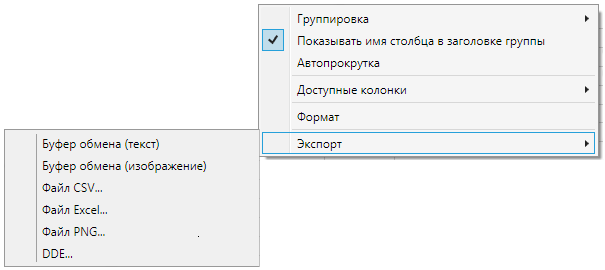 Группировка
Показывать имя столбца в заголовке группы
Автопрокрутка
Доступные колонки
Формат
Экспорт
Буфер обмена (текст)
Буфер обмена (изображение)
Файл CSV...
Файл Excel...
Файл PNG...
DDE...